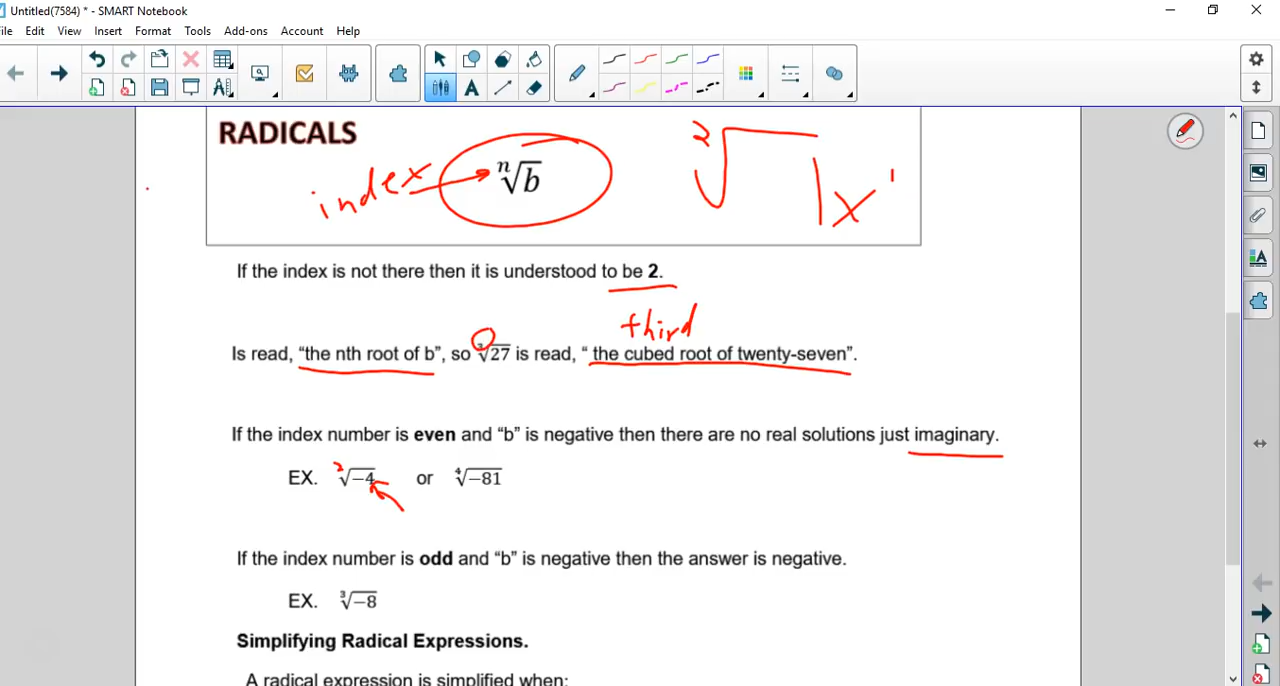 Untitled(7584) * - SMART Notebook
ile Edit View Insert Format Tools Add-ons Account Help
RADICALS
index ⁿ√b 2√ 1x'
If the index is not there then it is understood to be 2.
third
Is read, “the nth root of b”, so ³√27 is read, “ the cubed root of twenty-seven”.
If the index number is even and “b” is negative then there are no real solutions just imaginary.
EX. ²√−4 or ⁴√−81
If the index number is odd and “b” is negative then the answer is negative.
EX. ³√−8
Simplifying Radical Expressions.
A radical expression is simplified when: